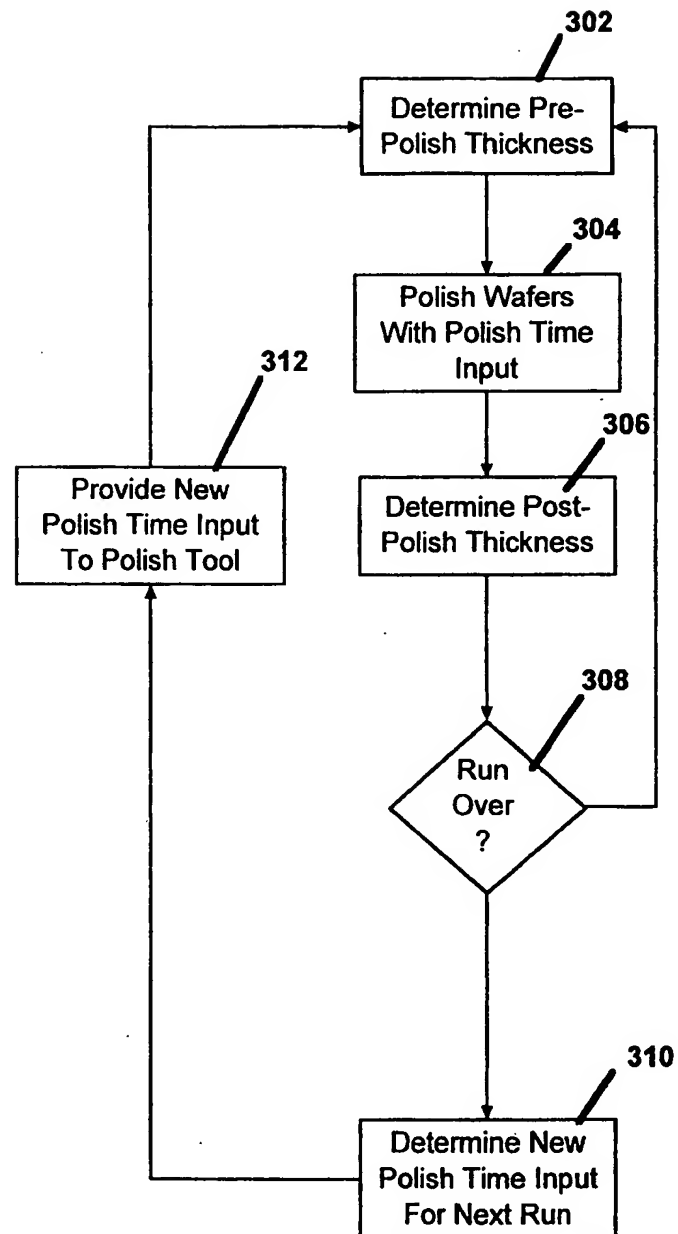 302
Determine Pre-
Polish Thickness
304
Polish Wafers
With Polish Time
Input
312
306
Provide New
Polish Time Input
To Polish Tool
Determine Post-
Polish Thickness
308
Run
Over
?
310
Determine New
Polish Time Input
For Next Run